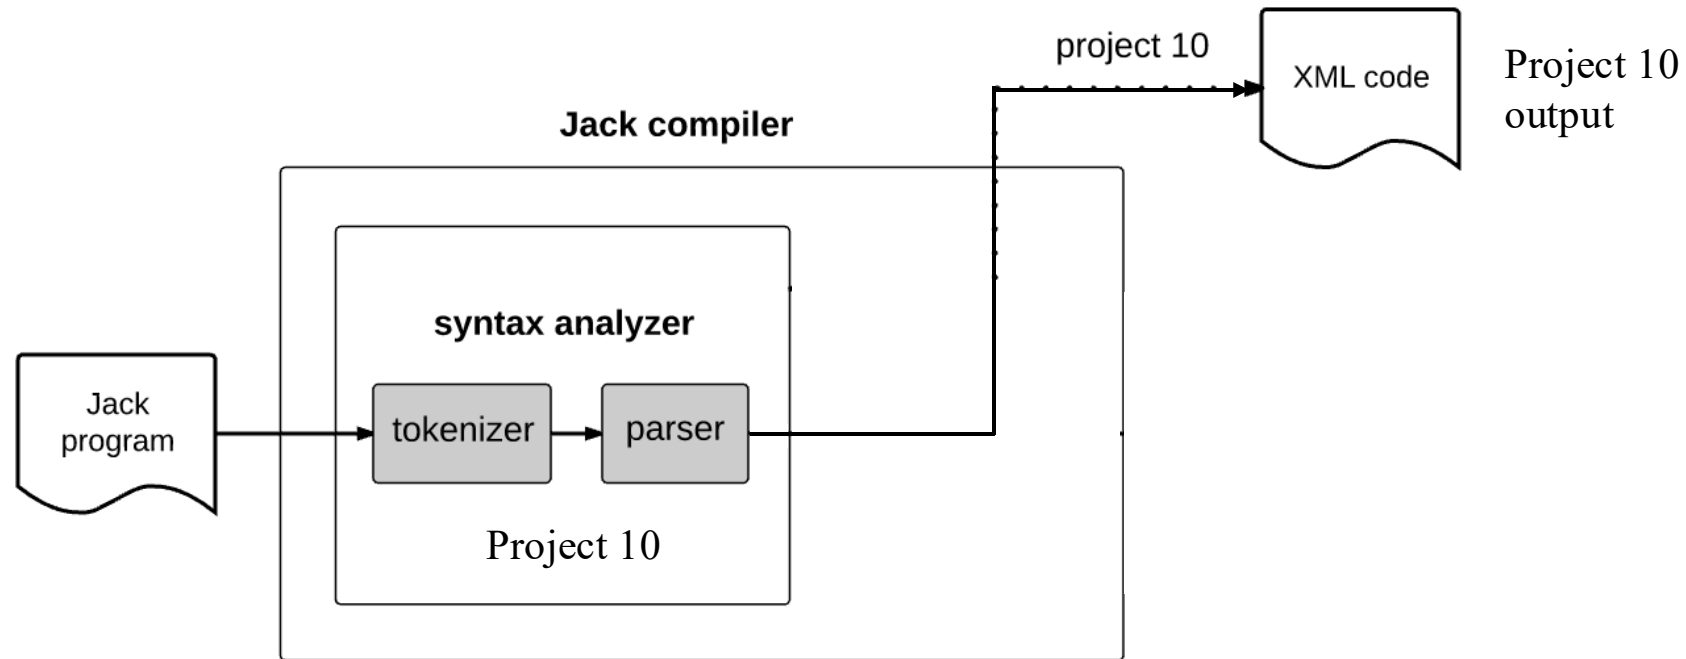 project 10
XML code
Project 10
output
Jack compiler
syntax analyzer
Jack
program
tokenizer
parser
Project 10